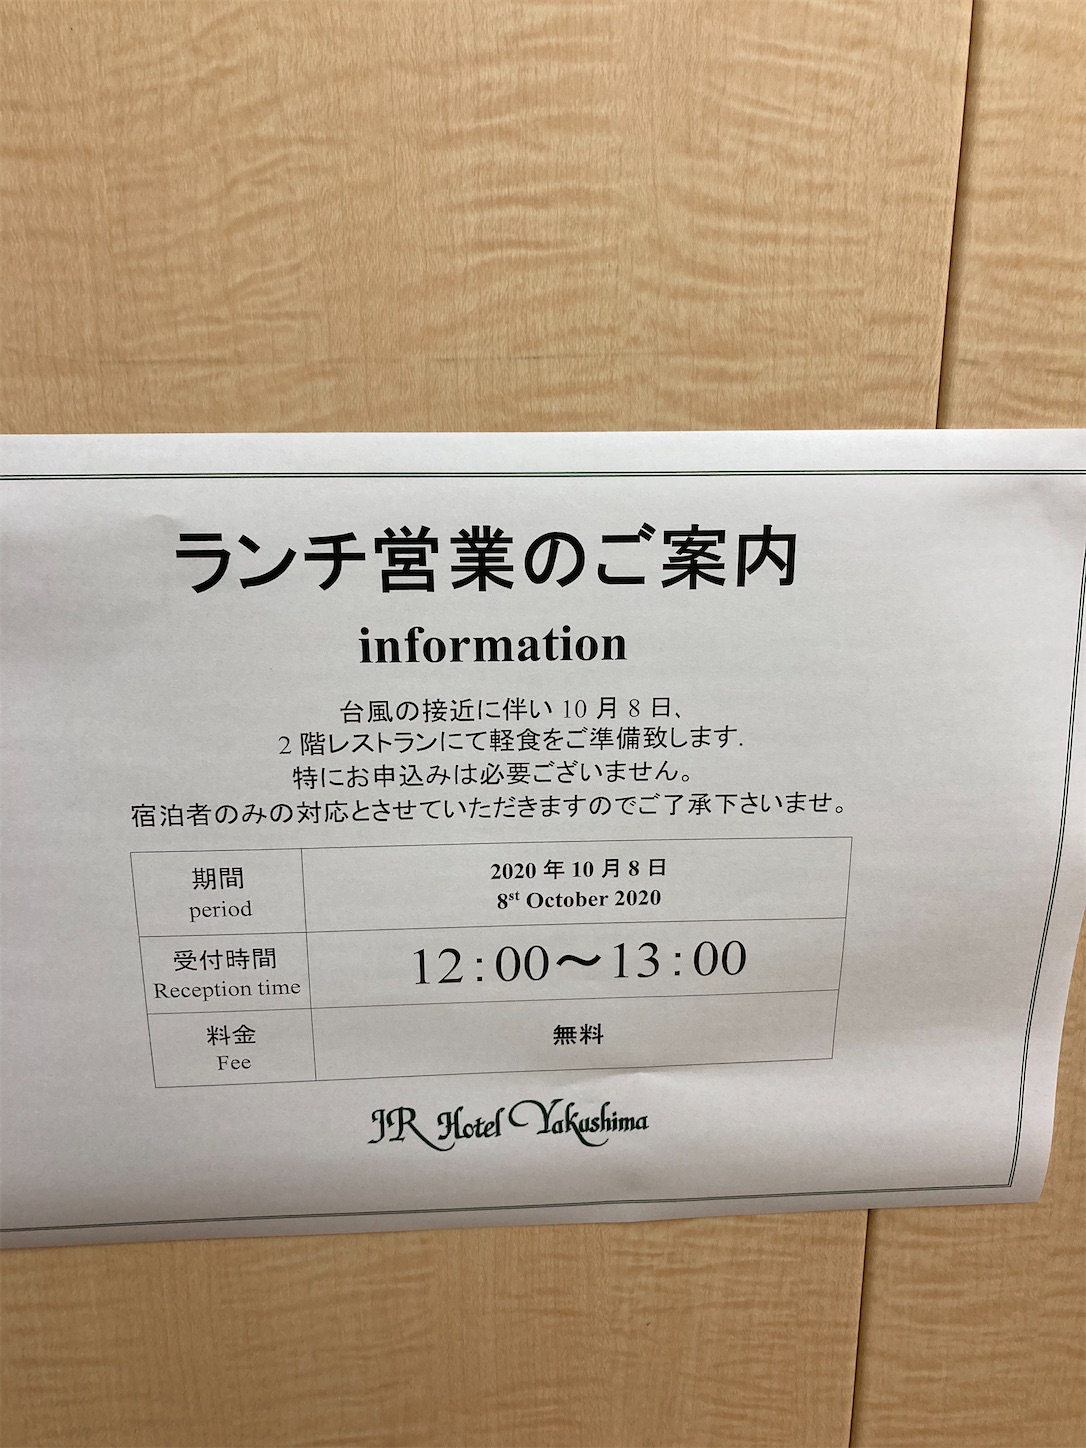 ランチ営業のご案内
information
台風の接近に伴い 10 月 8 日、
2 階レストランにて軽食をご準備致します.
特にお申込みは必要ございません。
宿泊者のみの対応とさせていただきますのでご了承下さいませ。
期間
period
2020 年 10 月 8 日
8st October 2020
受付時間
Reception time
12:00～13:00
料金
Fee
無料
JR Hotel Yakushima